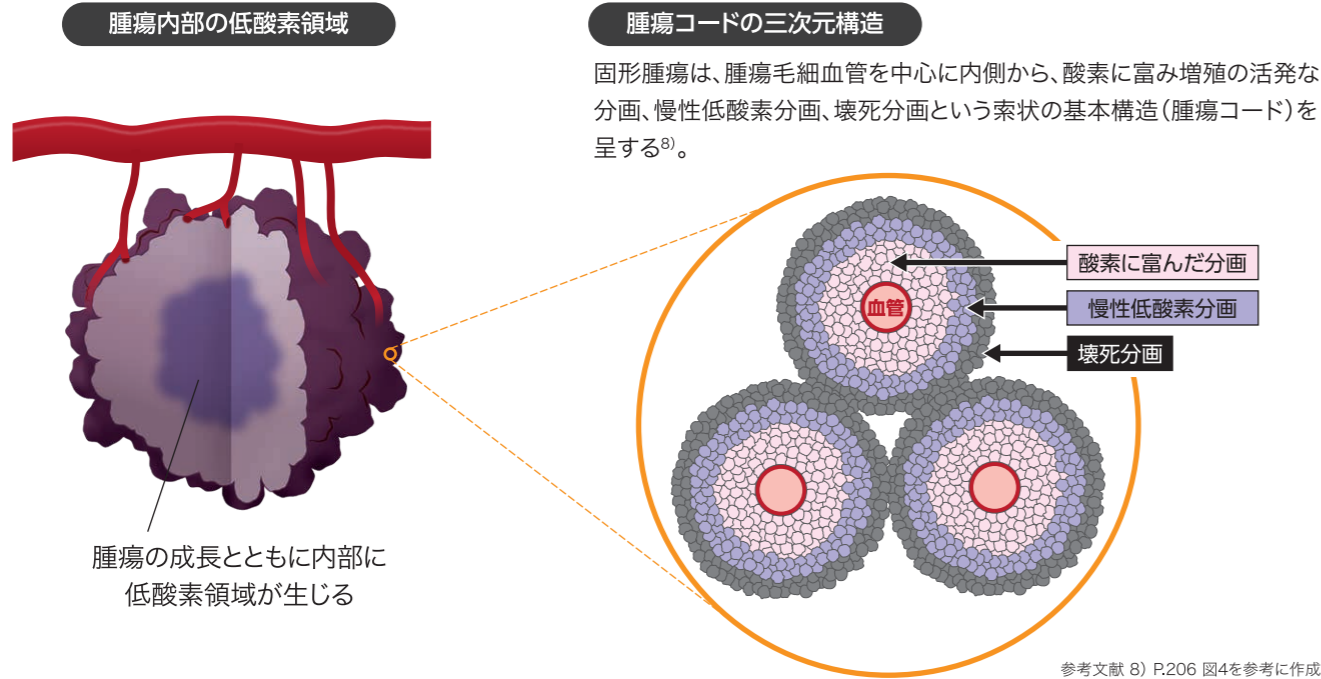 腫瘍内部の低酸素領域
腫瘍の成長とともに内部に
低酸素領域が生じる
腫瘍コードの三次元構造
固形腫瘍は、腫瘍毛細血管を中心に内側から、酸素に富み増殖の活発な
分画、慢性低酸素分画、壊死分画という索状の基本構造（腫瘍コード）を
呈する8)。
血管
酸素に富んだ分画
慢性低酸素分画
壊死分画
参考文献 8) P.206 図4を参考に作成